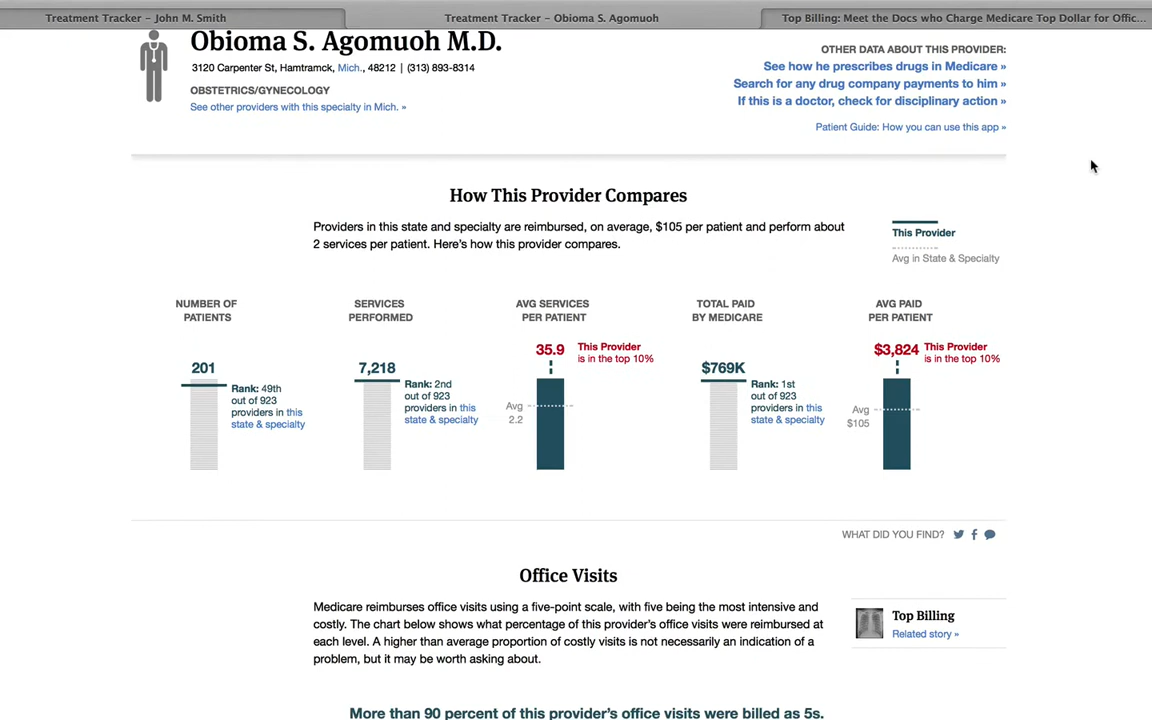 Treatment Tracker – John M. Smith
Treatment Tracker – Obioma S. Agomuoh
Top Billing: Meet the Docs who Charge Medicare Top Dollar for Offic...
Obioma S. Agomuoh M.D.
3120 Carpenter St, Hamtramck, Mich., 48212 | (313) 893-8314
OBSTETRICS/GYNECOLOGY
See other providers with this specialty in Mich. »
OTHER DATA ABOUT THIS PROVIDER:
See how he prescribes drugs in Medicare »
Search for any drug company payments to him »
If this is a doctor, check for disciplinary action »
Patient Guide: How you can use this app »
How This Provider Compares
Providers in this state and specialty are reimbursed, on average, $105 per patient and perform about
2 services per patient. Here's how this provider compares.
This Provider
Avg in State & Specialty
NUMBER OF
PATIENTS
201
Rank: 49th
out of 923
providers in this
state & specialty
SERVICES
PERFORMED
7,218
Rank: 2nd
out of 923
providers in this
state & specialty
AVG SERVICES
PER PATIENT
35.9
This Provider
is in the top 10%
Avg
2.2
TOTAL PAID
BY MEDICARE
$769K
Rank: 1st
out of 923
providers in this
state & specialty
AVG PAID
PER PATIENT
$3,824
This Provider
is in the top 10%
Avg
$105
WHAT DID YOU FIND?
Office Visits
Medicare reimburses office visits using a five-point scale, with five being the most intensive and
costly. The chart below shows what percentage of this provider's office visits were reimbursed at
each level. A higher than average proportion of costly visits is not necessarily an indication of a
problem, but it may be worth asking about.
Top Billing
Related story »
More than 90 percent of this provider's office visits were billed as 5s.